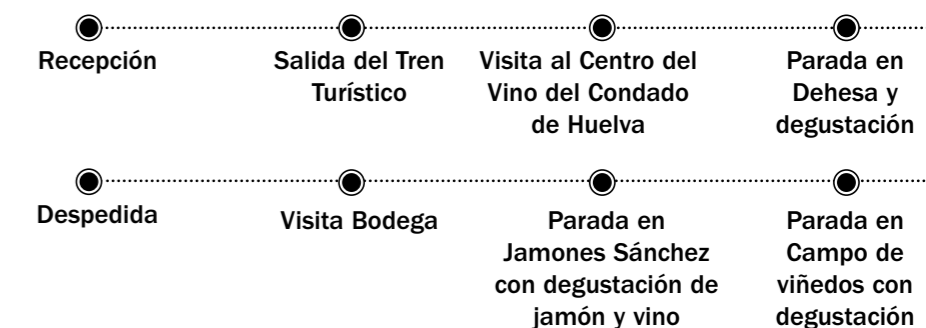 Recepción
Salida del Tren
Turístico
Visita al Centro del
Vino del Condado
de Huelva
Parada en
Dehesa y
degustación
Despedida
Visita Bodega
Parada en
Jamones Sánchez
con degustación de
jamón y vino
Parada en
Campo de
viñedos con
degustación